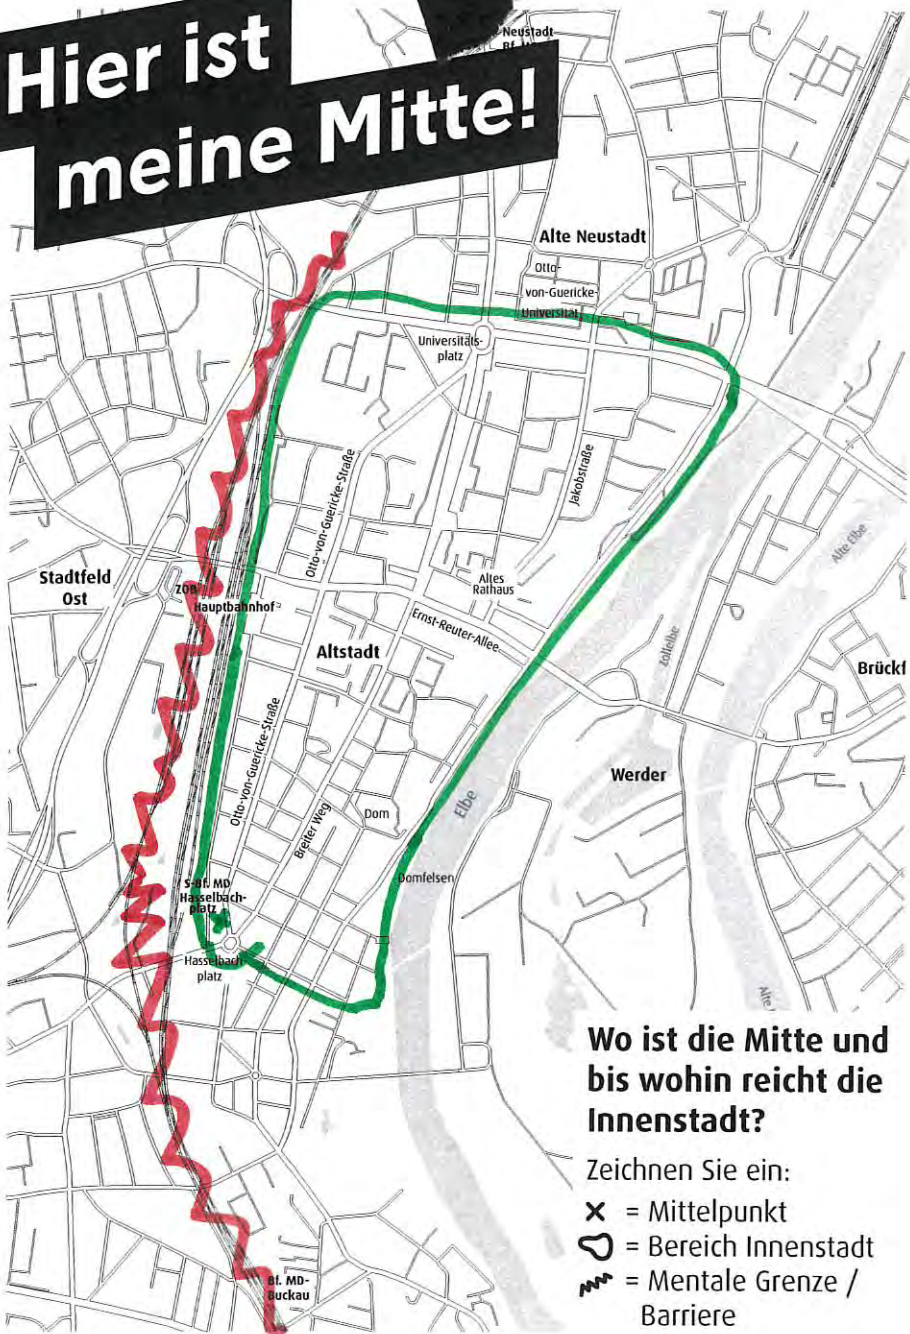 Hier ist
meine Mitte!
Neustadt
Bf.
Alte Neustadt
Otto-
von-Guericke-
Universität
Universitäts-
platz
Otto-von-Guericke-Straße
Jakobstraße
Alte Elbe
Stadtfeld
Ost
ZOB
Hauptbahnhof
Altes
Rathaus
Ernst-Reuter-Allee
Altstadt
Zollelbe
Brückf
Otto-von-Guericke-Straße
Werder
Elbe
Breiter Weg
Dom
Domfelsen
S-Bf. MD
Hasselbach-
platz
Hasselbach
platz
Alte
Wo ist die Mitte und
bis wohin reicht die
Innenstadt?
Zeichnen Sie ein:
= Mittelpunkt
= Bereich Innenstadt
= Mentale Grenze /
Barriere
Bf. MD-
Buckau